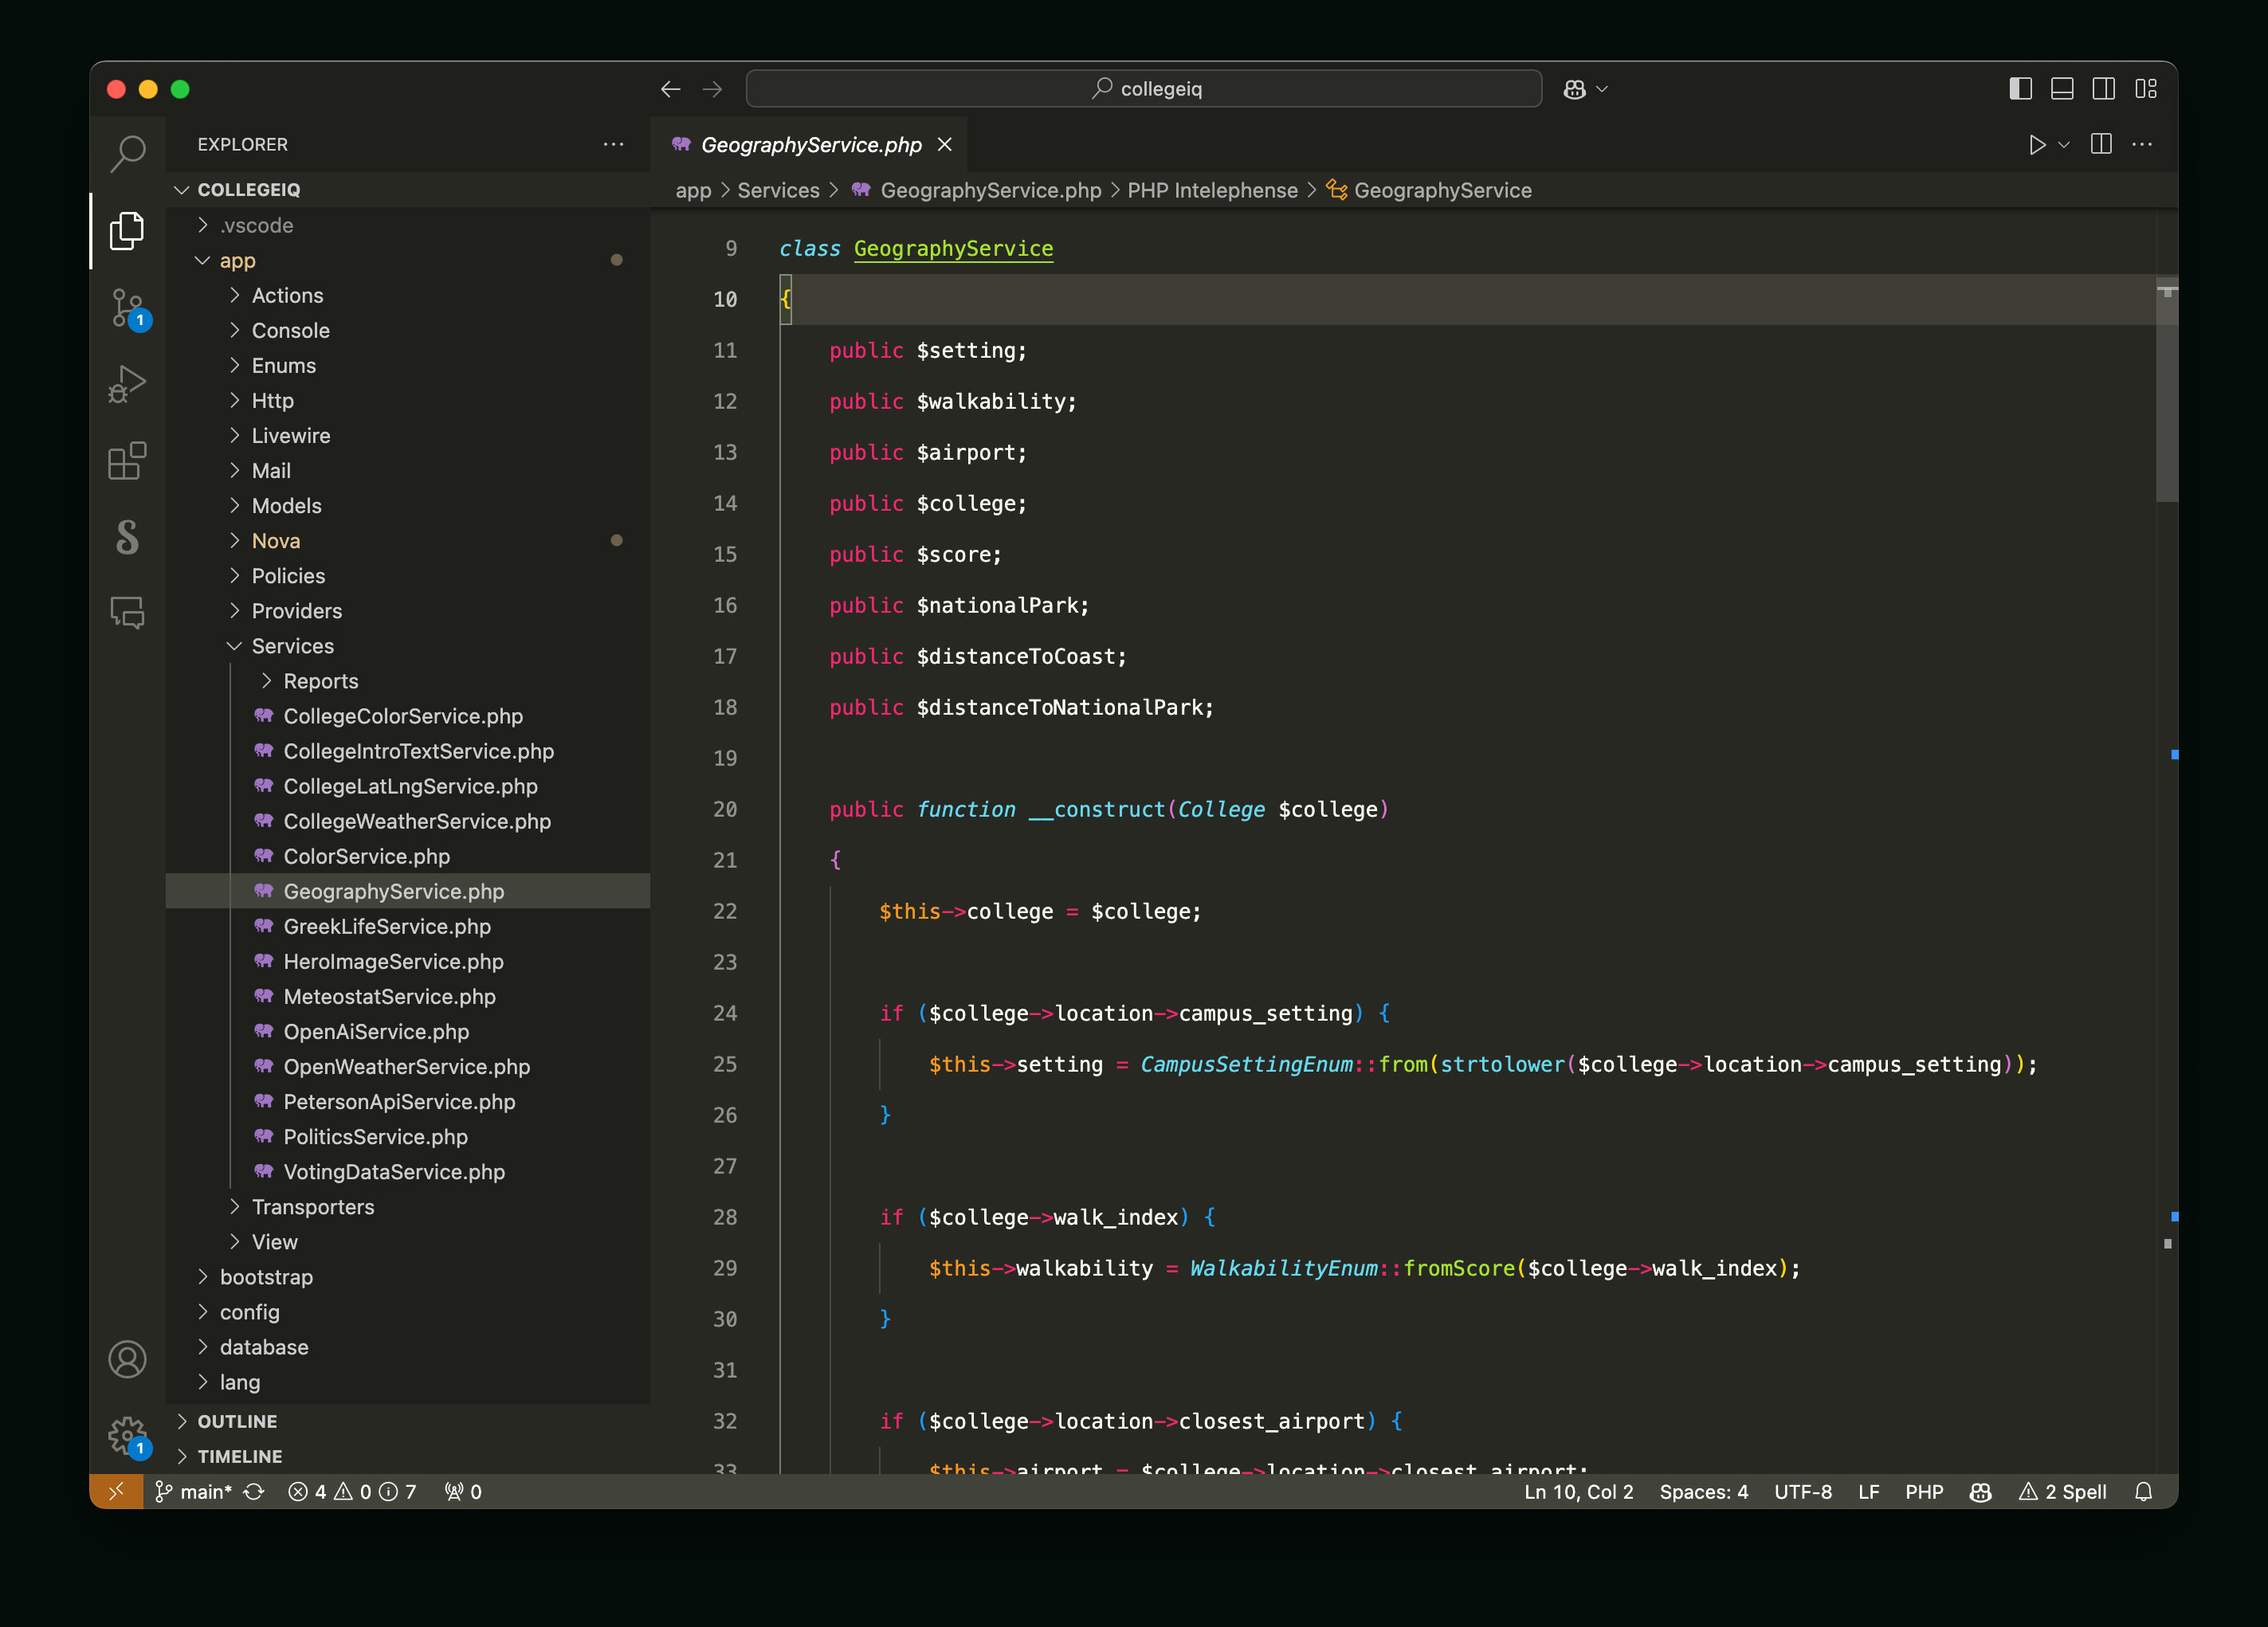 collegeiq
EXPLORER
COLLEGEIQ
.vscode
app
Actions
Console
Enums
Http
Livewire
Mail
Models
Nova
Policies
Providers
Services
Reports
CollegeColorService.php
CollegeIntroTextService.php
CollegeLatLngService.php
CollegeWeatherService.php
ColorService.php
GeographyService.php
GreekLifeService.php
HeroImageService.php
MeteostatService.php
OpenAiService.php
OpenWeatherService.php
PetersonApiService.php
PoliticsService.php
VotingDataService.php
Transporters
View
bootstrap
config
database
lang
OUTLINE
TIMELINE
1
1
GeographyService.php
app > Services > GeographyService.php > PHP Intelephense > GeographyService
9 class GeographyService
10 {
11 public $setting;
12 public $walkability;
13 public $airport;
14 public $college;
15 public $score;
16 public $nationalPark;
17 public $distanceToCoast;
18 public $distanceToNationalPark;
19
20 public function __construct(College $college)
21 {
22 $this->college = $college;
23
24 if ($college->location->campus_setting) {
25 $this->setting = CampusSettingEnum::from(strtolower($college->location->campus_setting));
26 }
27
28 if ($college->walk_index) {
29 $this->walkability = WalkabilityEnum::fromScore($college->walk_index);
30 }
31
32 if ($college->location->closest_airport) {
33 $this->airport = $college->location->closest_airport;
main* 4 0 7 0
Ln 10, Col 2 Spaces: 4 UTF-8 LF PHP 2 Spell